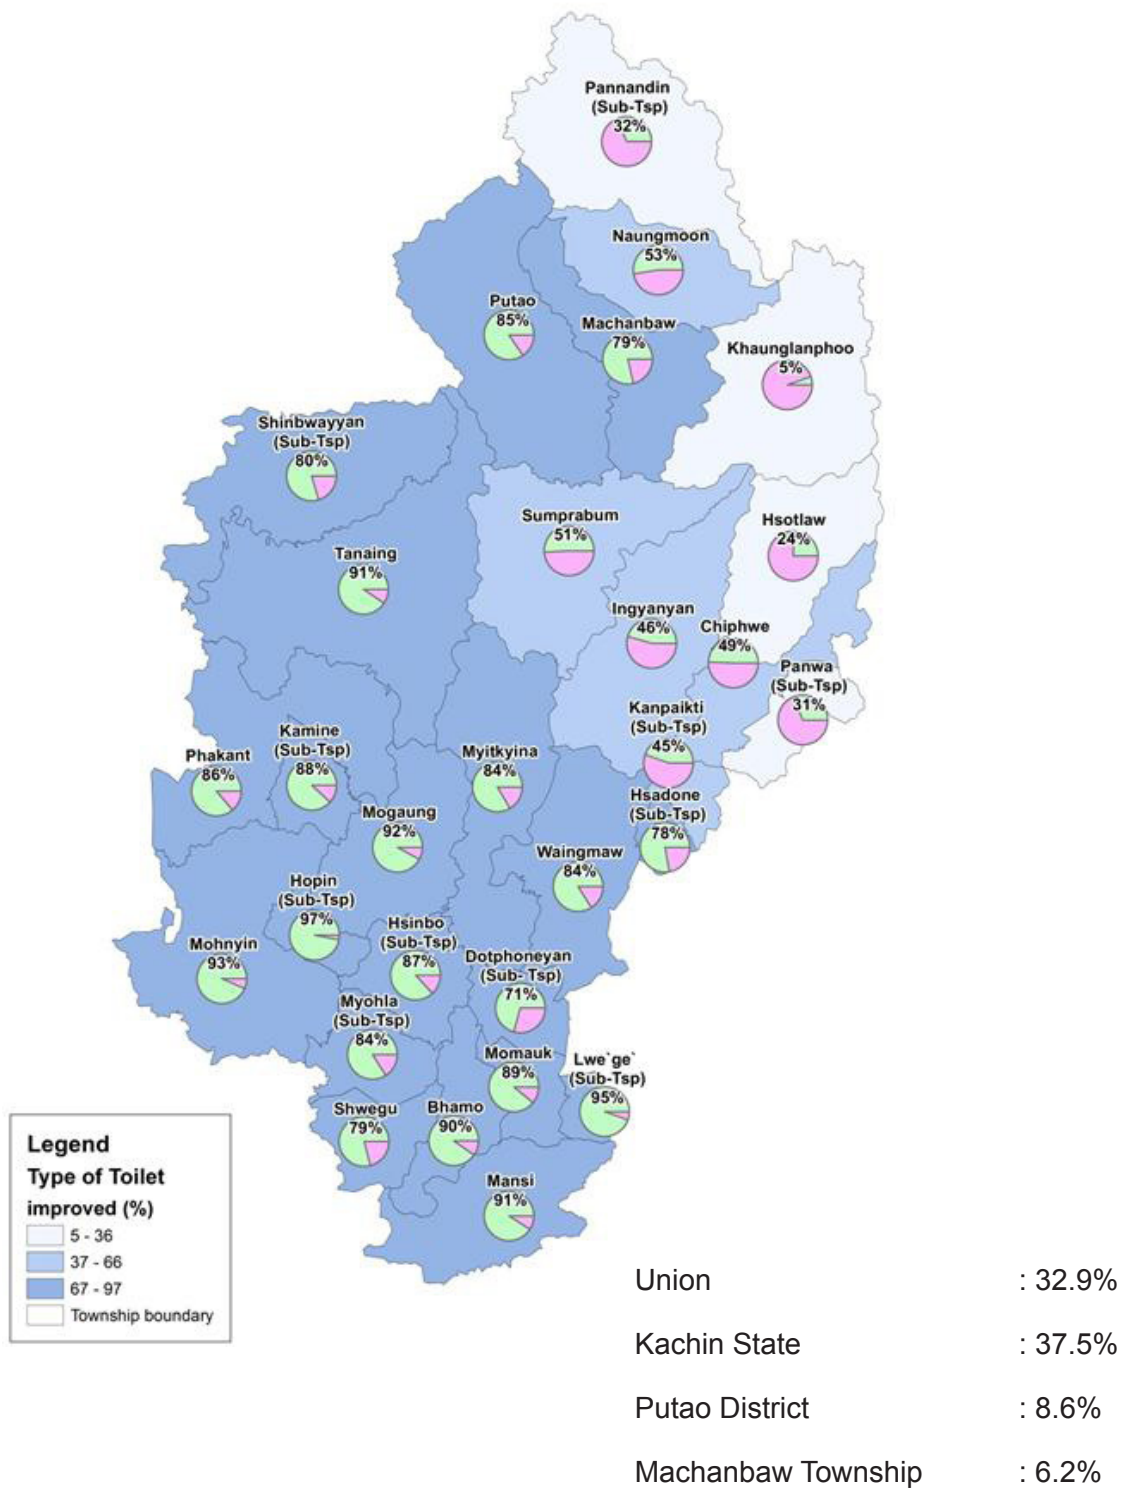 Pannandin
(Sub-Tsp)
32%
Naungmoon
53%
Putao
85%
Machanbaw
79%
Khaunglanphoo
5%
Shinbwayyan
(Sub-Tsp)
80%
Sumprabum
51%
Hsotlaw
24%
Tanaing
91%
Ingyanyan
46%
Chiphwe
49%
Panwa
(Sub-Tsp)
31%
Kanpaikti
(Sub-Tsp)
45%
Kamine
(Sub-Tsp)
88%
Phakant
86%
Myitkyina
84%
Hsadone
(Sub-Tsp)
78%
Mogaung
92%
Waingmaw
84%
Hopin
(Sub-Tsp)
97%
Hsinbo
(Sub-Tsp)
87%
Mohnyin
93%
Dotphoneyan
(Sub- Tsp)
71%
Myohla
(Sub-Tsp)
84%
Momauk
89%
Lwe`ge`
(Sub-Tsp)
95%
Shwegu
79%
Bhamo
90%
Mansi
91%
Legend
Type of Toilet
improved (%)
5 - 36
37 - 66
67 - 97
Township boundary
Union : 32.9%
Kachin State : 37.5%
Putao District : 8.6%
Machanbaw Township : 6.2%